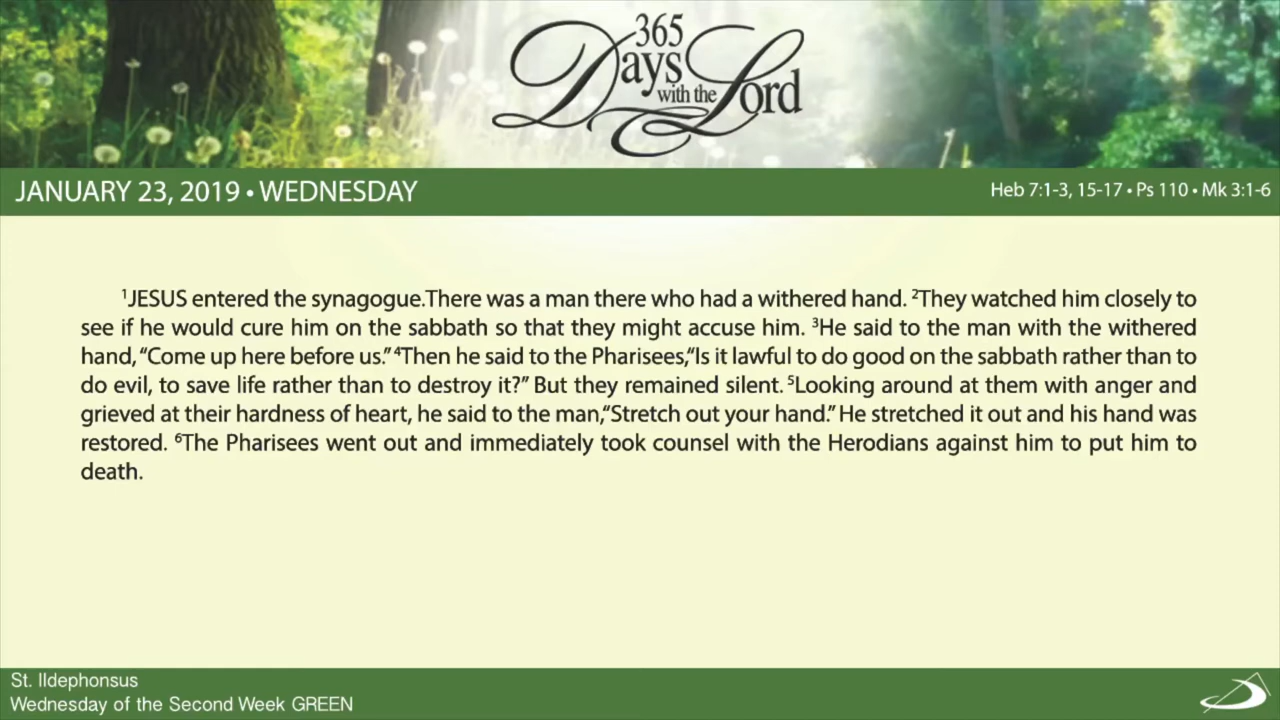 365
Days
with the Lord
JANUARY 23, 2019 • WEDNESDAY
Heb 7:1-3, 15-17 • Ps 110 • Mk 3:1-6
¹JESUS entered the synagogue.There was a man there who had a withered hand. ²They watched him closely to
see if he would cure him on the sabbath so that they might accuse him. ³He said to the man with the withered
hand, “Come up here before us.” ⁴Then he said to the Pharisees,“Is it lawful to do good on the sabbath rather than to
do evil, to save life rather than to destroy it?” But they remained silent. ⁵Looking around at them with anger and
grieved at their hardness of heart, he said to the man,“Stretch out your hand.” He stretched it out and his hand was
restored. ⁶The Pharisees went out and immediately took counsel with the Herodians against him to put him to
death.
St. Ildephonsus
Wednesday of the Second Week GREEN